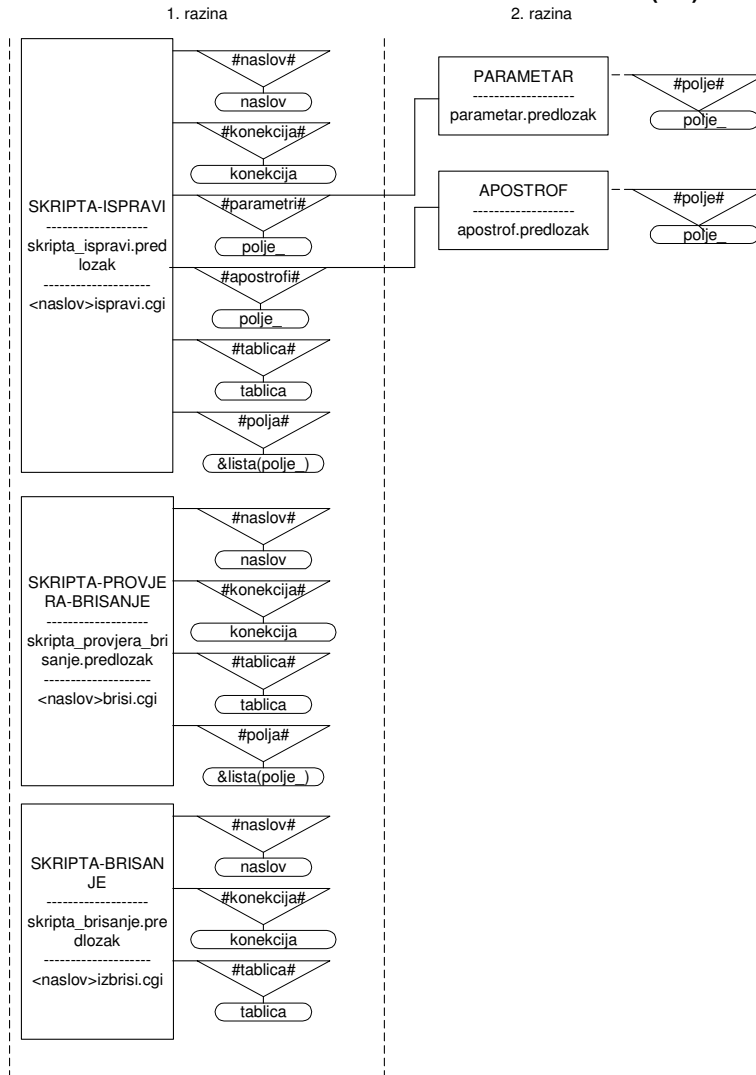 1. razina
2. razina
#naslov#
naslov
#konekcija#
konekcija
SKRIPTA-ISPRAVI
-------------------
skripta_ispravi.pred
lozak
--------------------
<naslov>ispravi.cgi
#parametri#
polje_
#apostrofi#
polje_
#tablica#
tablica
#polja#
&lista(polje_)
PARAMETAR
-------------------
parametar.predlozak
#polje#
polje_
APOSTROF
-------------------
apostrof.predlozak
#polje#
polje_
SKRIPTA-PROVJE
RA-BRISANJE
-------------------
skripta_provjera_bri
sanje.predlozak
--------------------
<naslov>brisi.cgi
#naslov#
naslov
#konekcija#
konekcija
#tablica#
tablica
#polja#
&lista(polje_)
SKRIPTA-BRISAN
JE
-------------------
skripta_brisanje.pre
dlozak
--------------------
<naslov>izbrisi.cgi
#naslov#
naslov
#konekcija#
konekcija
#tablica#
tablica